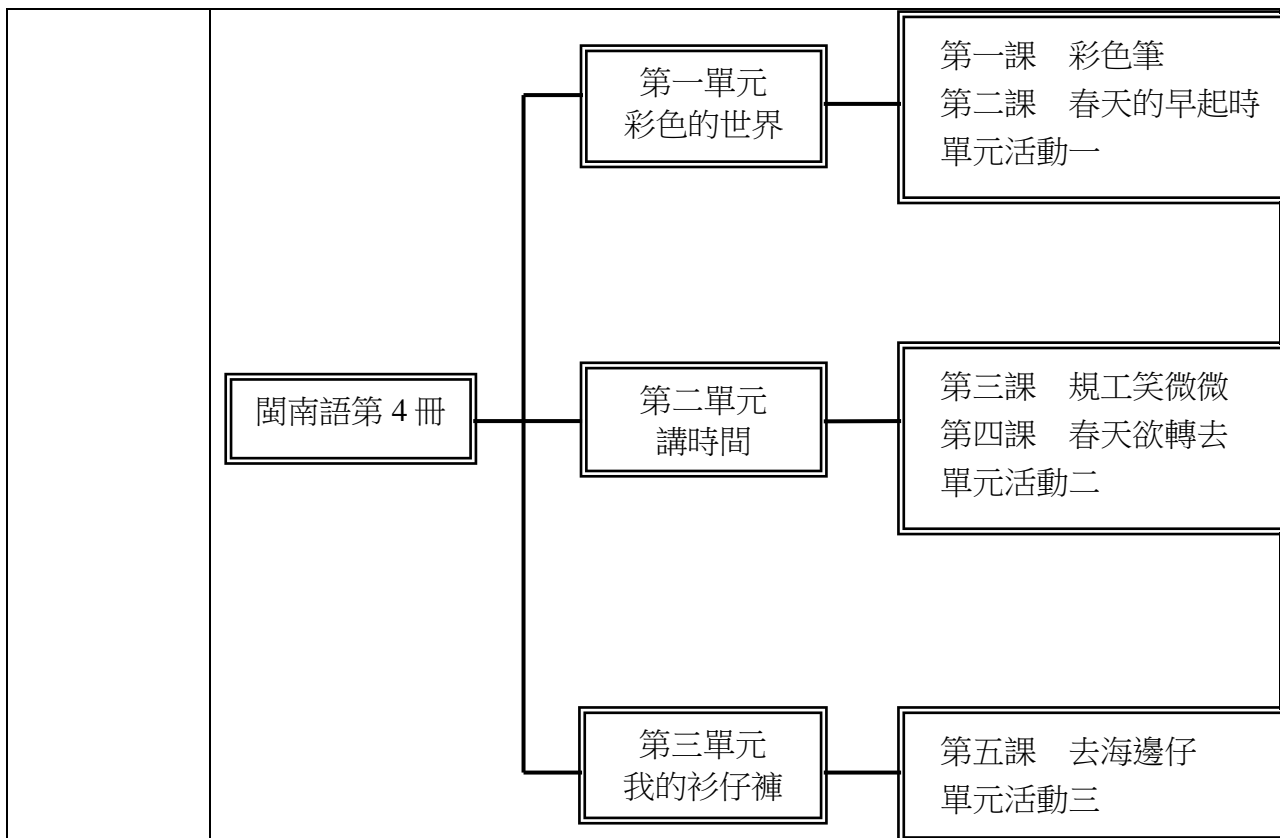 閩南語第 4 冊
第一單元
彩色的世界
第一課　彩色筆
第二課　春天的早起時
單元活動一
第二單元
講時間
第三課　規工笑微微
第四課　春天欲轉去
單元活動二
第三單元
我的衫仔褲
第五課　去海邊仔
單元活動三